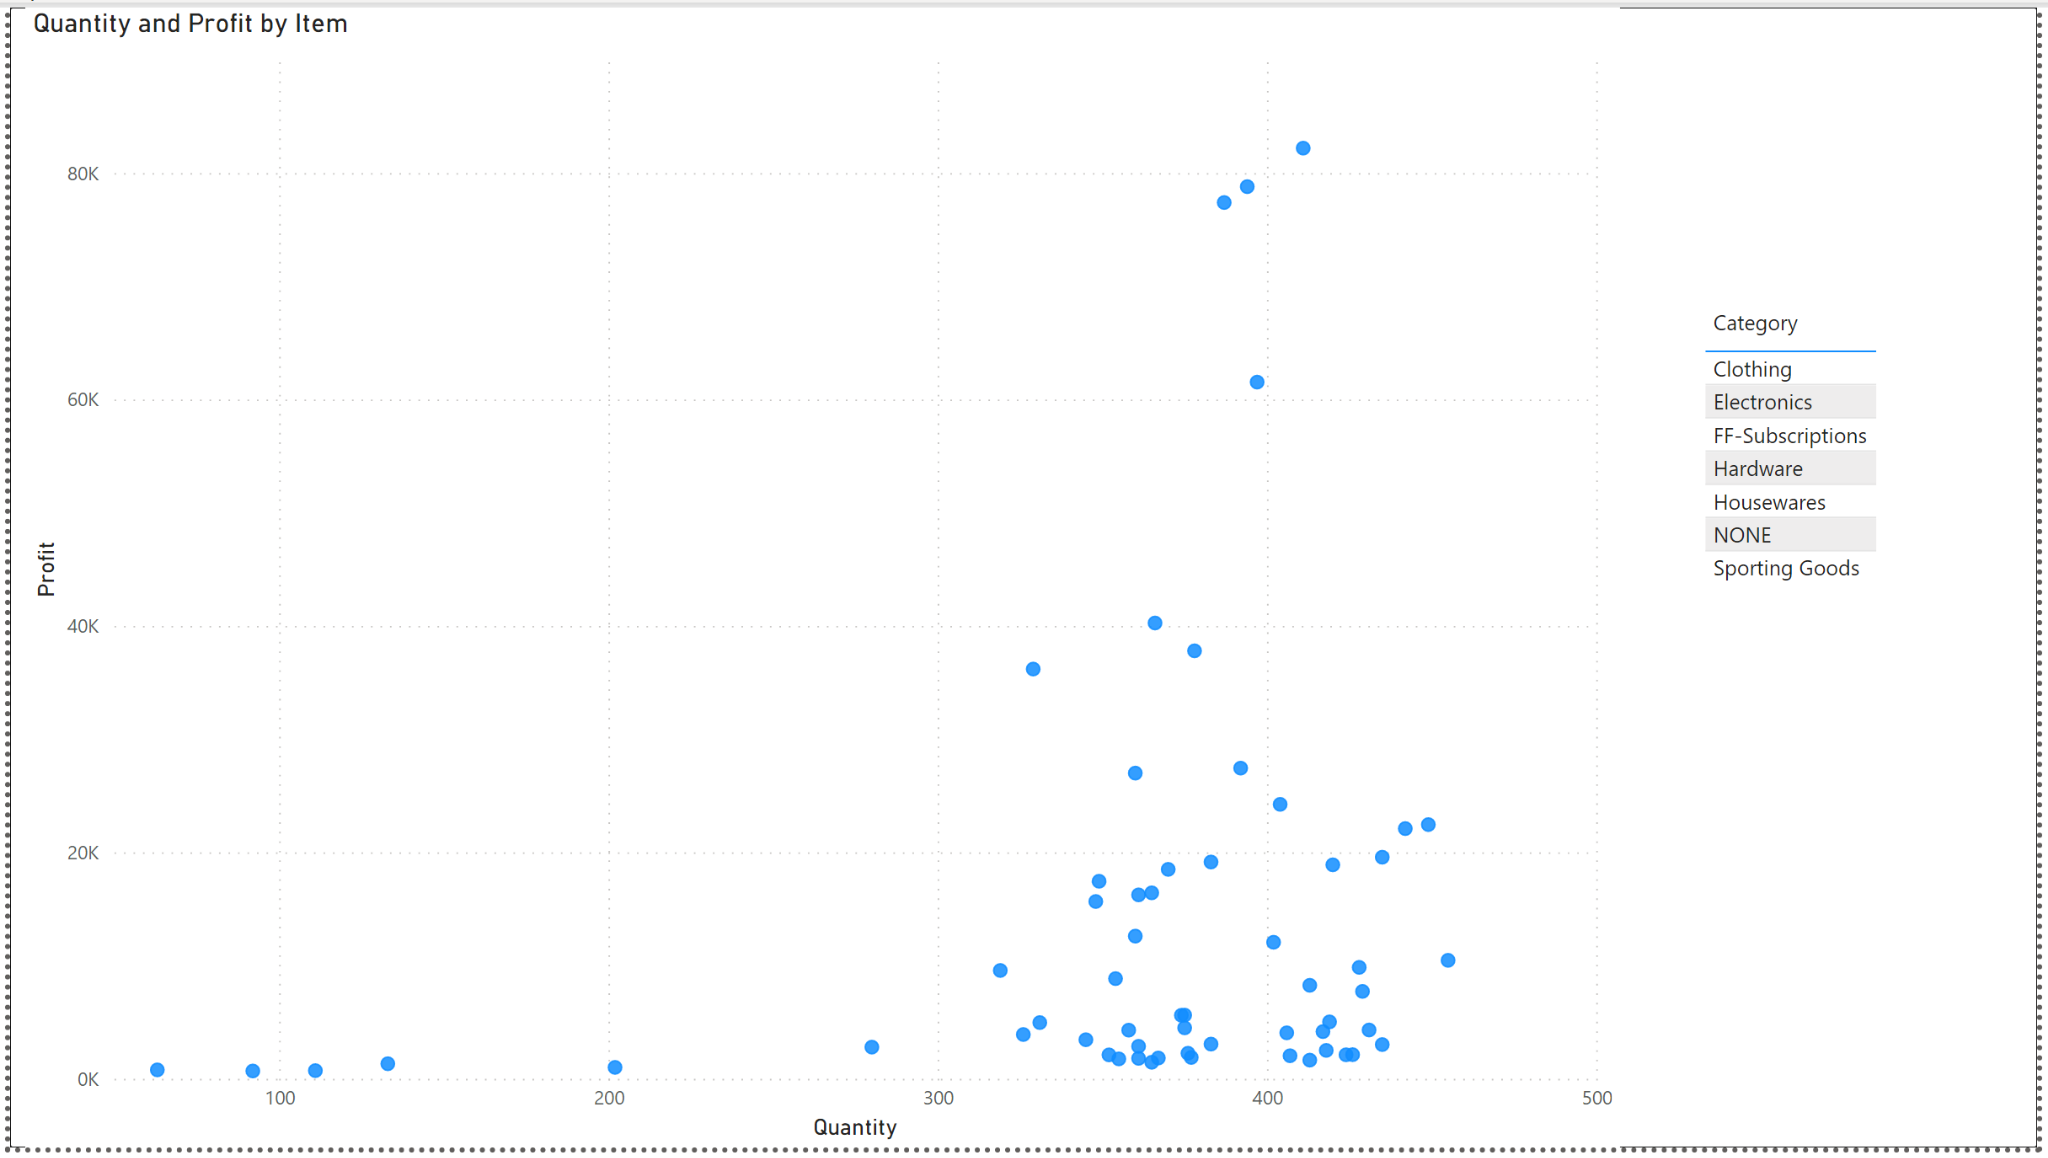 Quantity and Profit by Item
80K
60K
40K
20K
0K
Profit
100 200 300 400 500
Quantity
Category
Clothing
Electronics
FF-Subscriptions
Hardware
Housewares
NONE
Sporting Goods